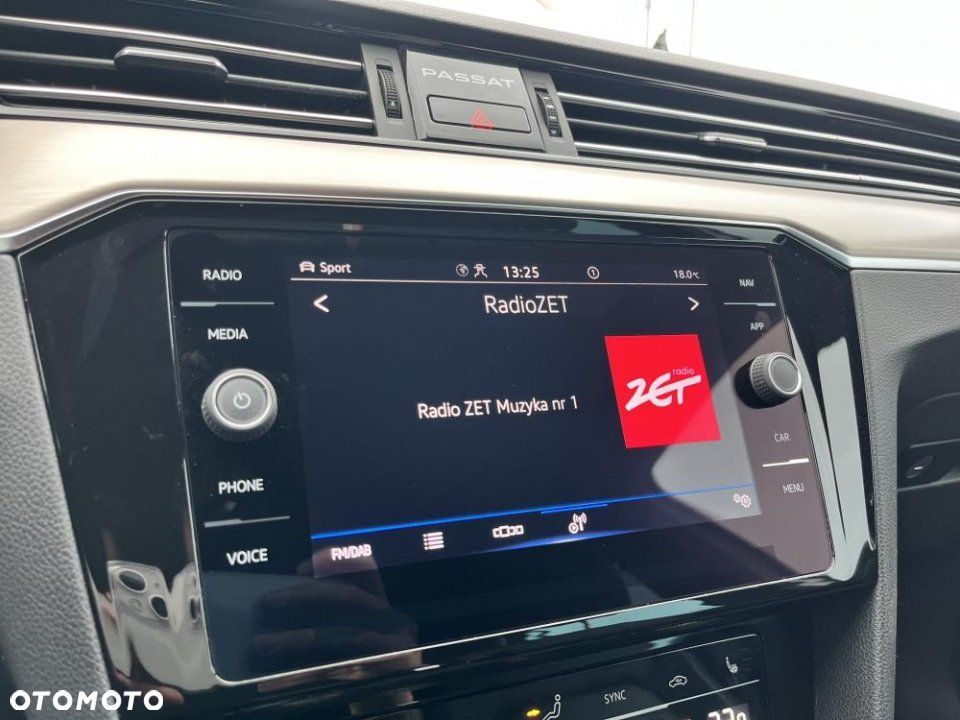 PASSAT
RADIO
MEDIA
PHONE
VOICE
Sport
13:25
1
18.0°C
RadioZET
Radio ZET Muzyka nr 1
radio
ZET
FM/DAB
NAV
APP
CAR
MENU
SYNC
OTOMOTO